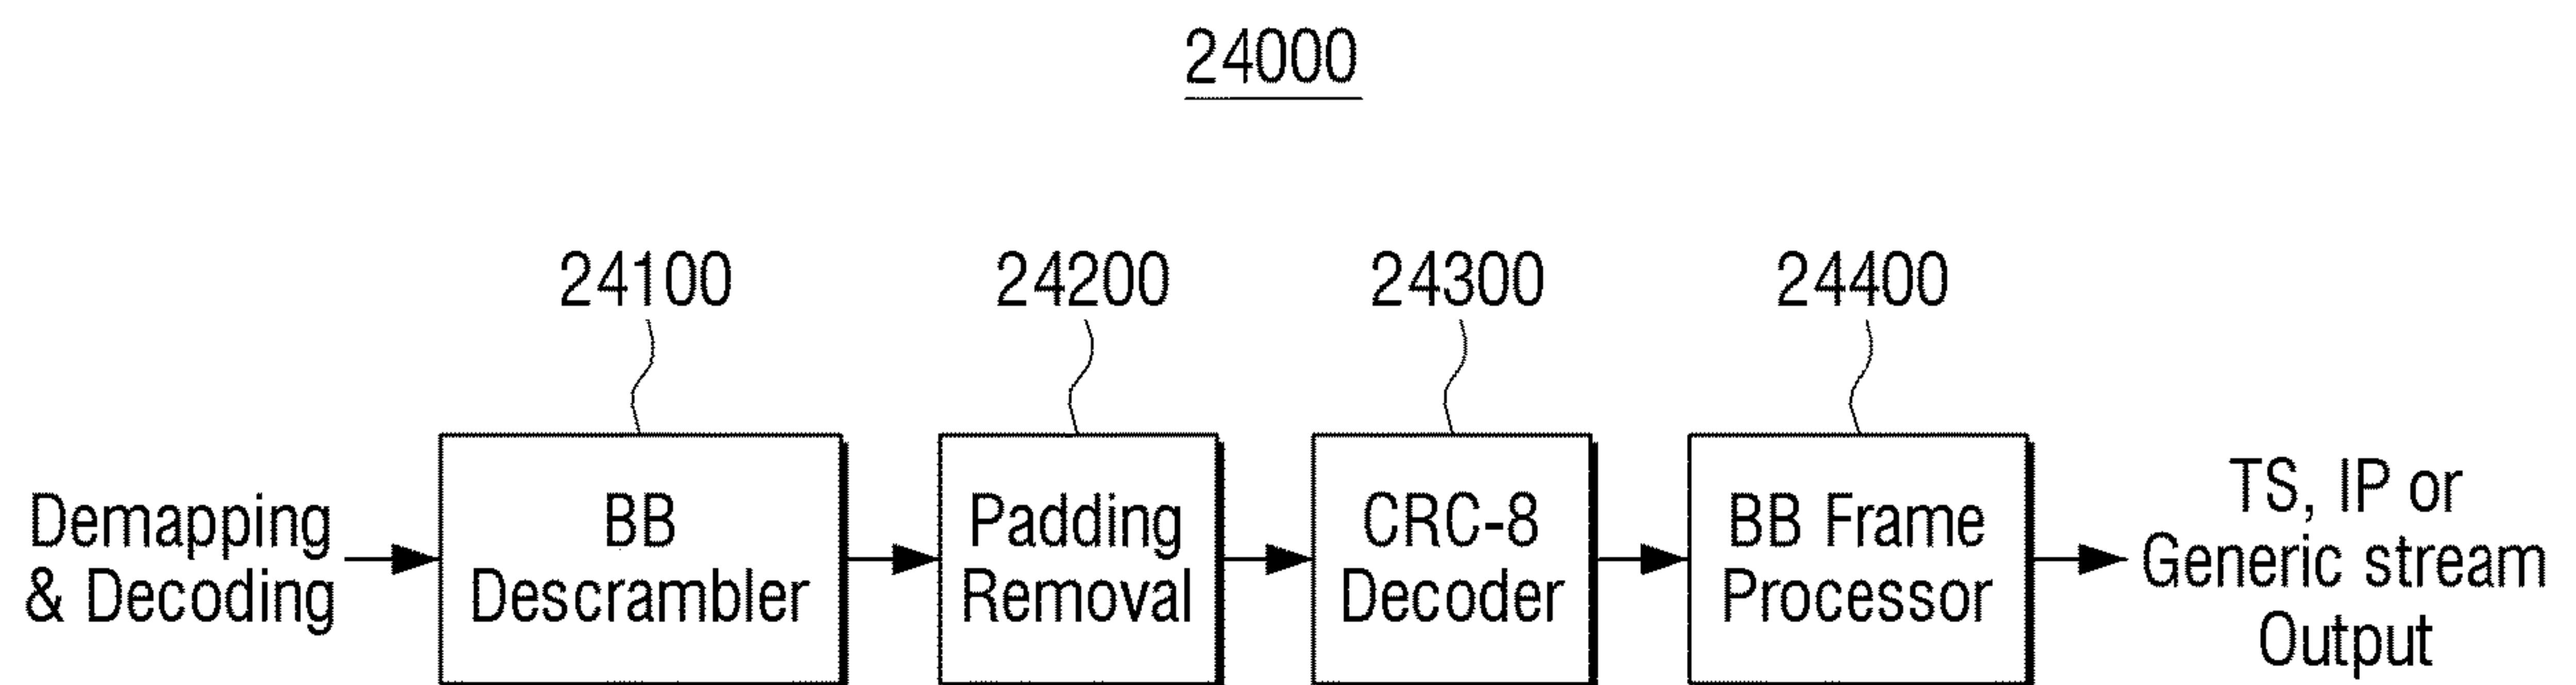 24000
24100
24200
24300
24400
Demapping
& Decoding
BB
Descrambler
Padding
Removal
CRC-8
Decoder
BB Frame
Processor
TS, IP or
Generic stream
Output